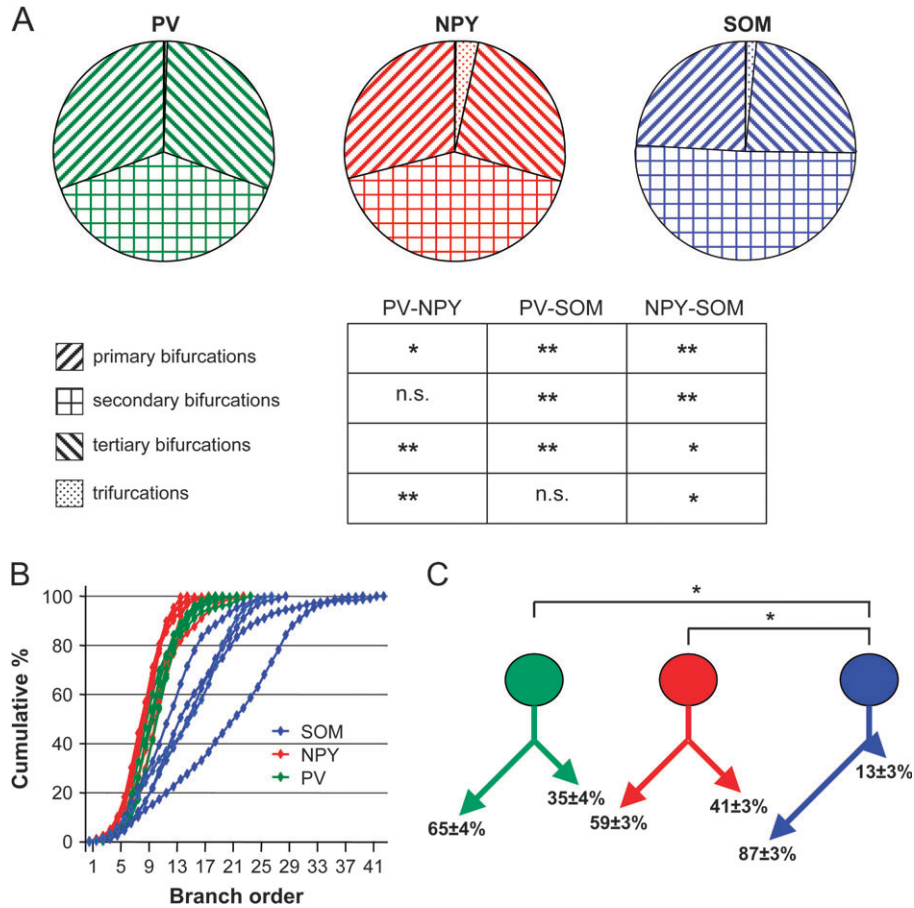 A
PV NPY SOM
PV-NPY PV-SOM NPY-SOM
primary bifurcations * ** **
secondary bifurcations n.s. ** **
tertiary bifurcations ** ** *
trifurcations ** n.s. *
B
Cumulative %
100
80
60
40
20
0
SOM
NPY
PV
1 5 9 13 17 21 25 29 33 37 41
Branch order
C
*
*
65±4% 35±4% 59±3% 41±3% 87±3% 13±3%